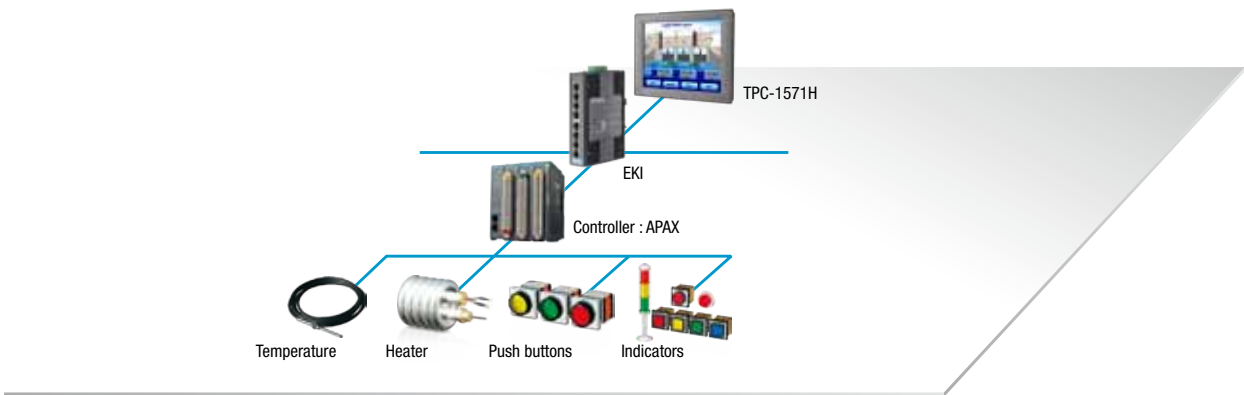 TPC-1571H
EKI
Controller : APAX
Temperature
Heater
Push buttons
Indicators